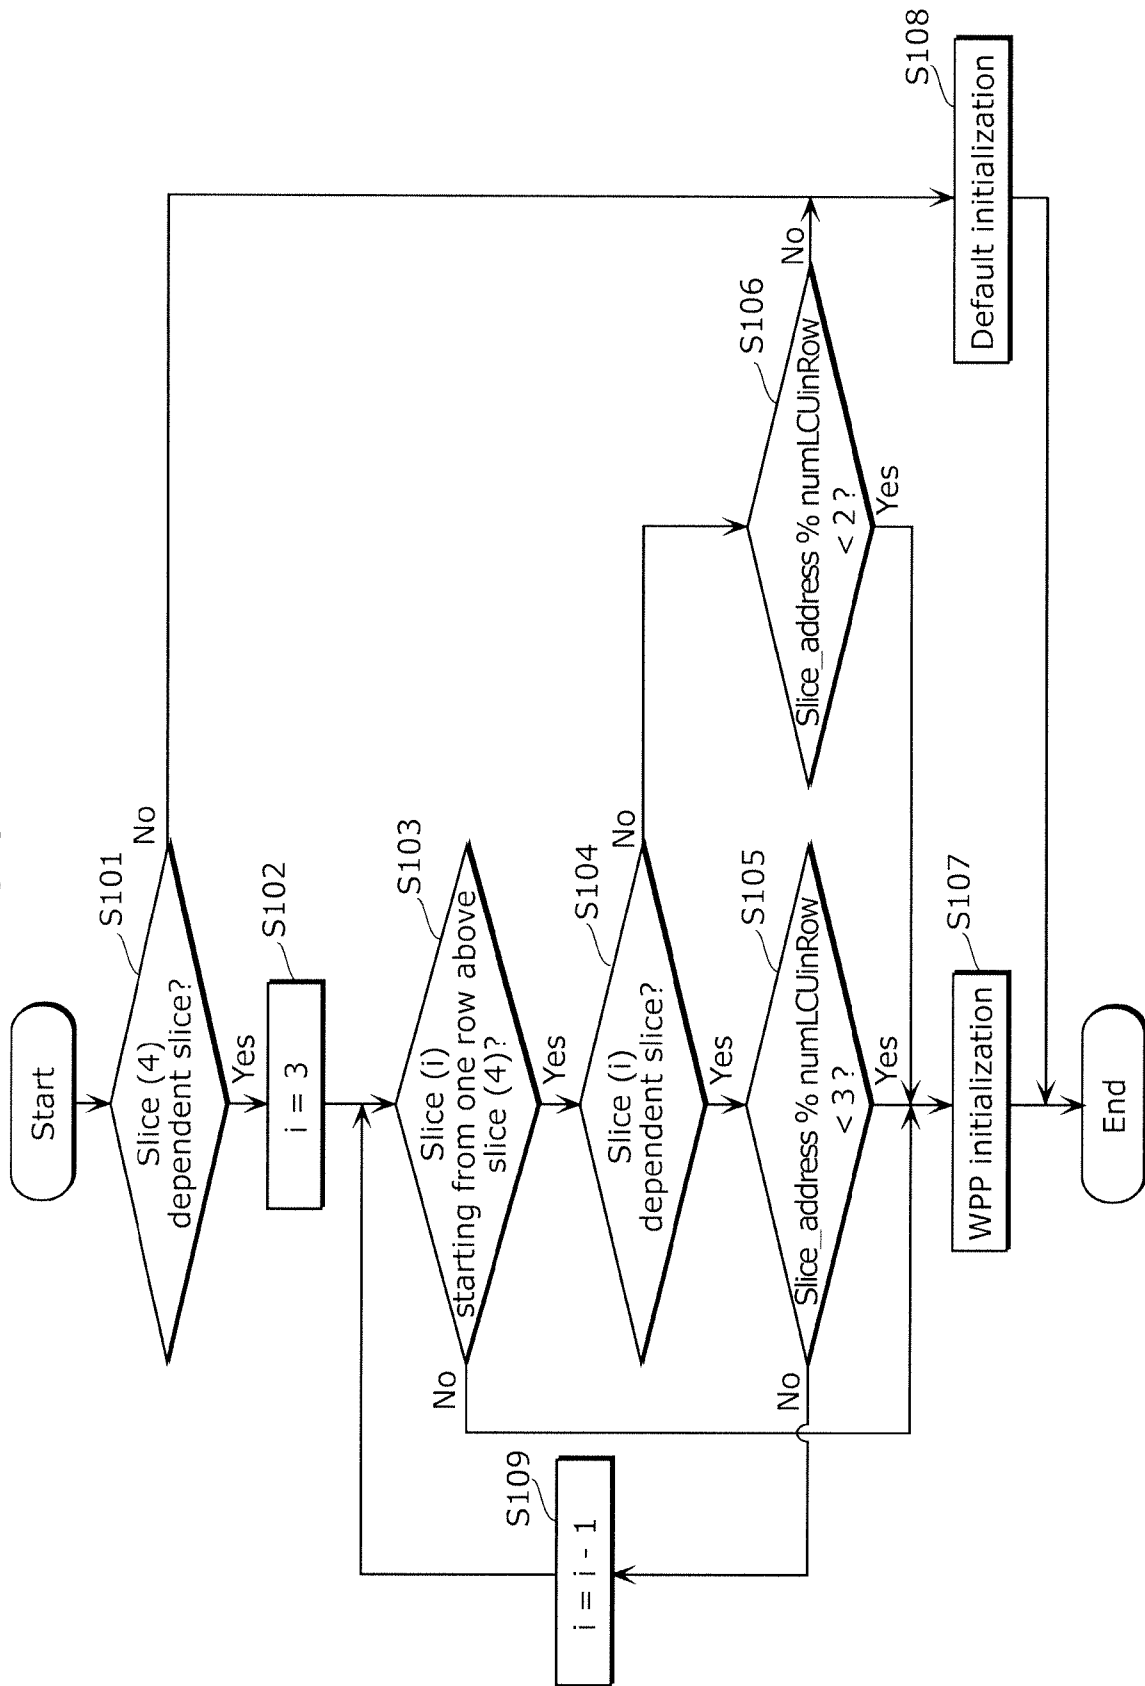 Start
S101
Slice (4)
dependent slice?
No
Yes
S102
i = 3
S103
Slice (i)
starting from one row above
slice (4)?
No
Yes
S104
Slice (i)
dependent slice?
No
Yes
S105
Slice_address % numLCUinRow
< 3 ?
No
Yes
S106
Slice_address % numLCUinRow
< 2 ?
No
Yes
S109
i = i - 1
S107
WPP initialization
S108
Default initialization
End